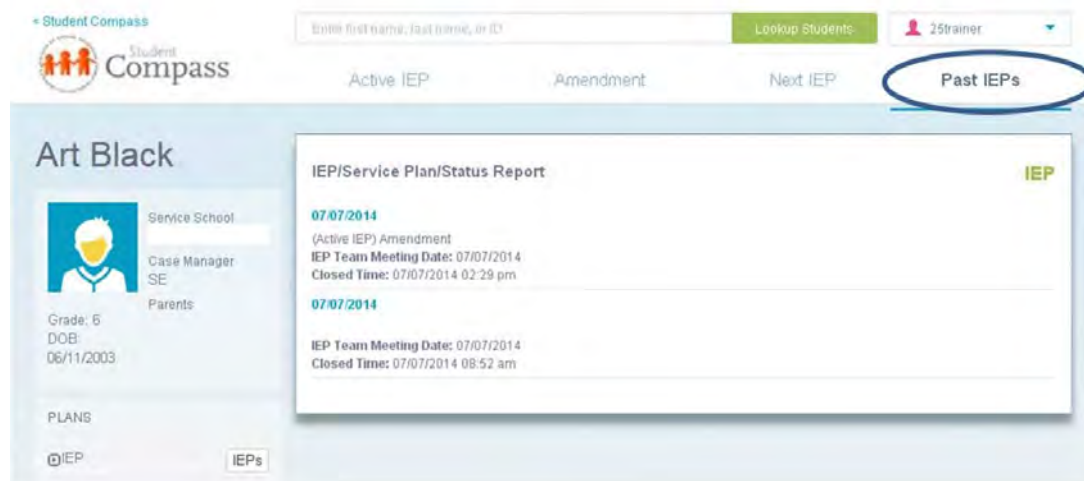 < Student Compass
Enter first name, last name, or ID
Lookup Students
25trainer
Student
Compass
Active IEP
Amendment
Next IEP
Past IEPs
Art Black
Service School
Case Manager
SE
Parents
Grade: 6
DOB:
06/11/2003
PLANS
IEP
IEPs
IEP/Service Plan/Status Report
IEP
07/07/2014
(Active IEP) Amendment
IEP Team Meeting Date: 07/07/2014
Closed Time: 07/07/2014 02:29 pm
07/07/2014
IEP Team Meeting Date: 07/07/2014
Closed Time: 07/07/2014 08:52 am